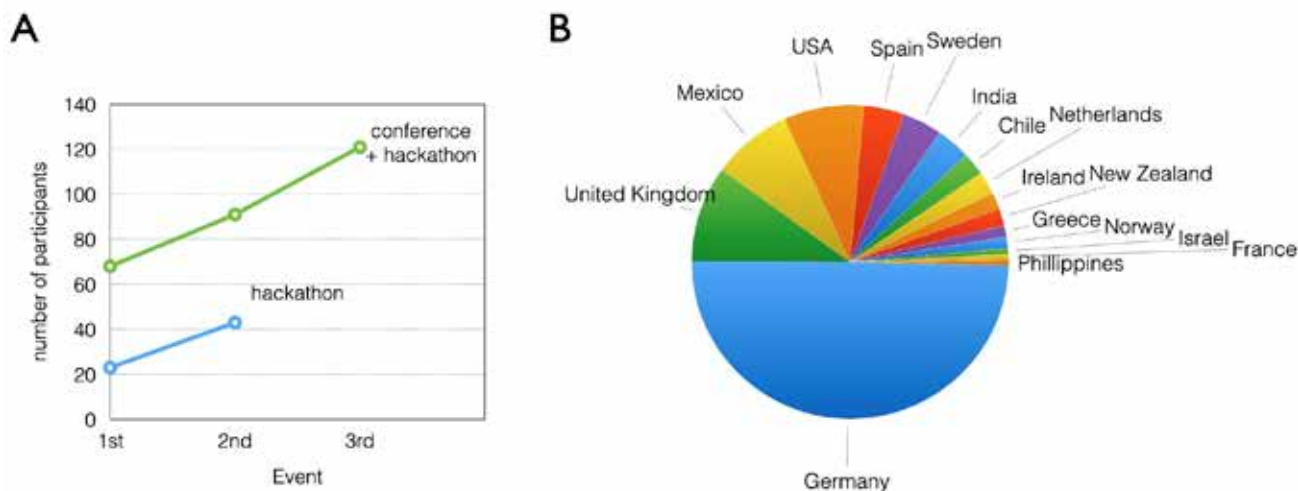 A
140
120
100
80
60
40
20
0
number of participants
conference
+ hackathon
hackathon
1st 2nd 3rd
Event
B
USA
Spain
Sweden
Mexico
India
Chile
Netherlands
United Kingdom
Ireland
New Zealand
Greece
Norway
Israel
France
Phillippines
Germany